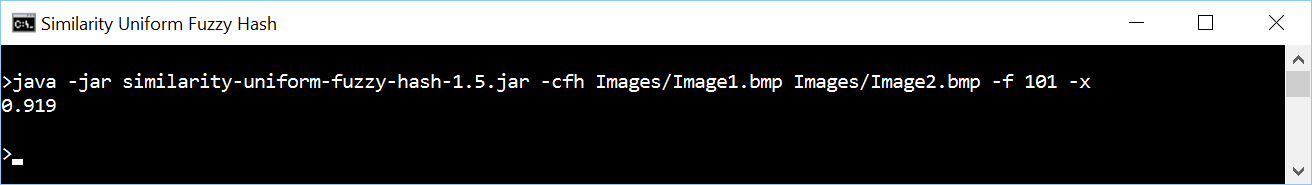 Similarity Uniform Fuzzy Hash
>java -jar similarity-uniform-fuzzy-hash-1.5.jar -cfh Images/Image1.bmp Images/Image2.bmp -f 101 -x
0.919
>_